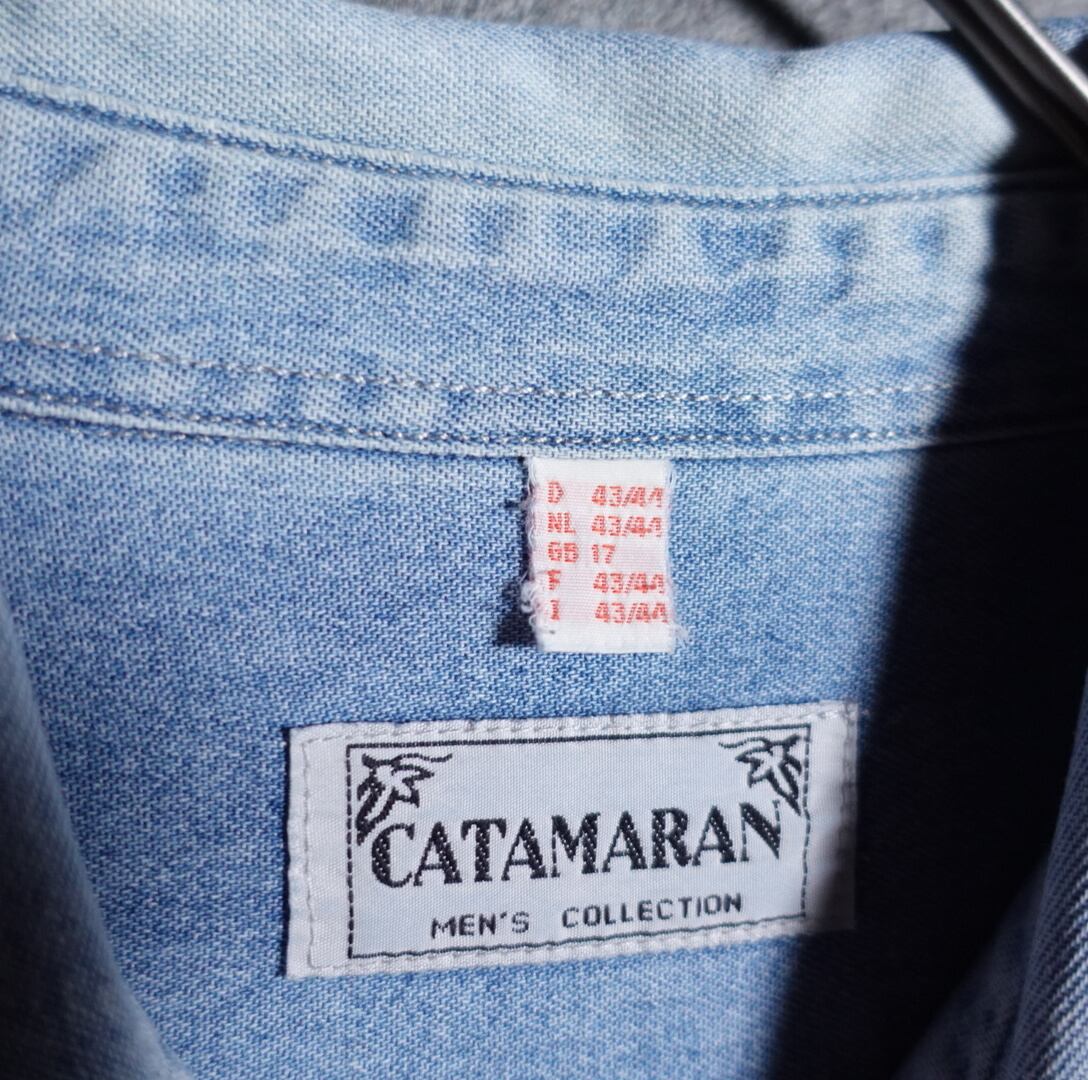 D 43/44
NL 43/44
GB 17
F 43/44
I 43/44
CATAMARAN
MEN'S COLLECTION